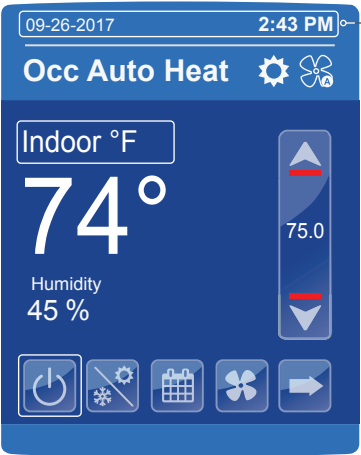 09-26-2017 2:43 PM
Occ Auto Heat A
Indoor °F
74°
75.0
Humidity
45 %